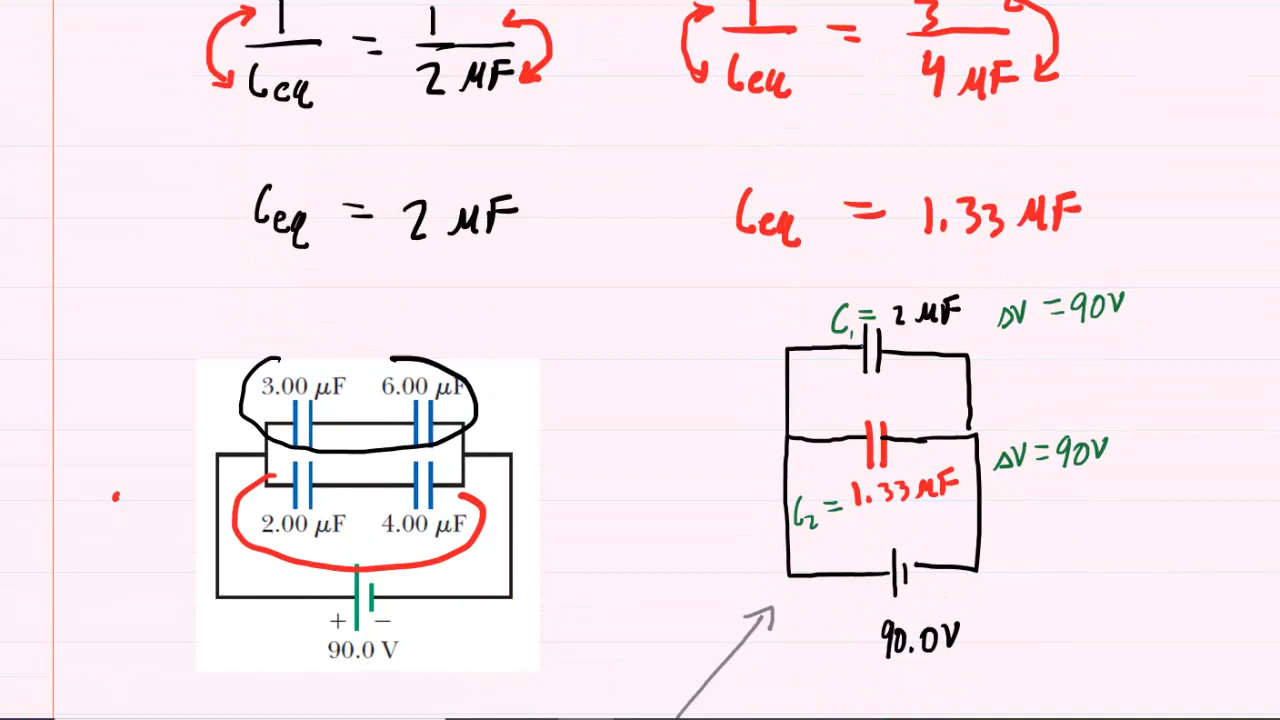 1/Ceq = 1/2 μF
1/Ceq = 3/4 μF
Ceq = 2 μF
Ceq = 1.33 μF
C₁ = 2 μF ΔV = 90V
3.00 μF 6.00 μF
ΔV = 90V
C₂ = 1.33 μF
2.00 μF 4.00 μF
+ −
90.0 V
90.0V